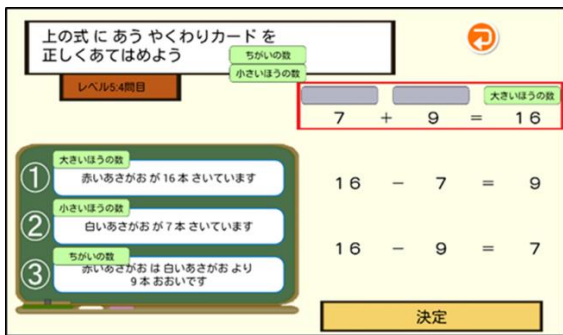 上の式 に あう やくわりカード を
正しくあてはめよう
ちがいの数
小さいほうの数
レベル5:4問目
大きいほうの数
7 + 9 = 16
大きいほうの数
① 赤いあさがお が 16 本 さいています
16 - 7 = 9
小さいほうの数
② 白いあさがお が 7 本 さいています
16 - 9 = 7
ちがいの数
③ 赤いあさがお は 白いあさがお より
9 本 おおいです
決定